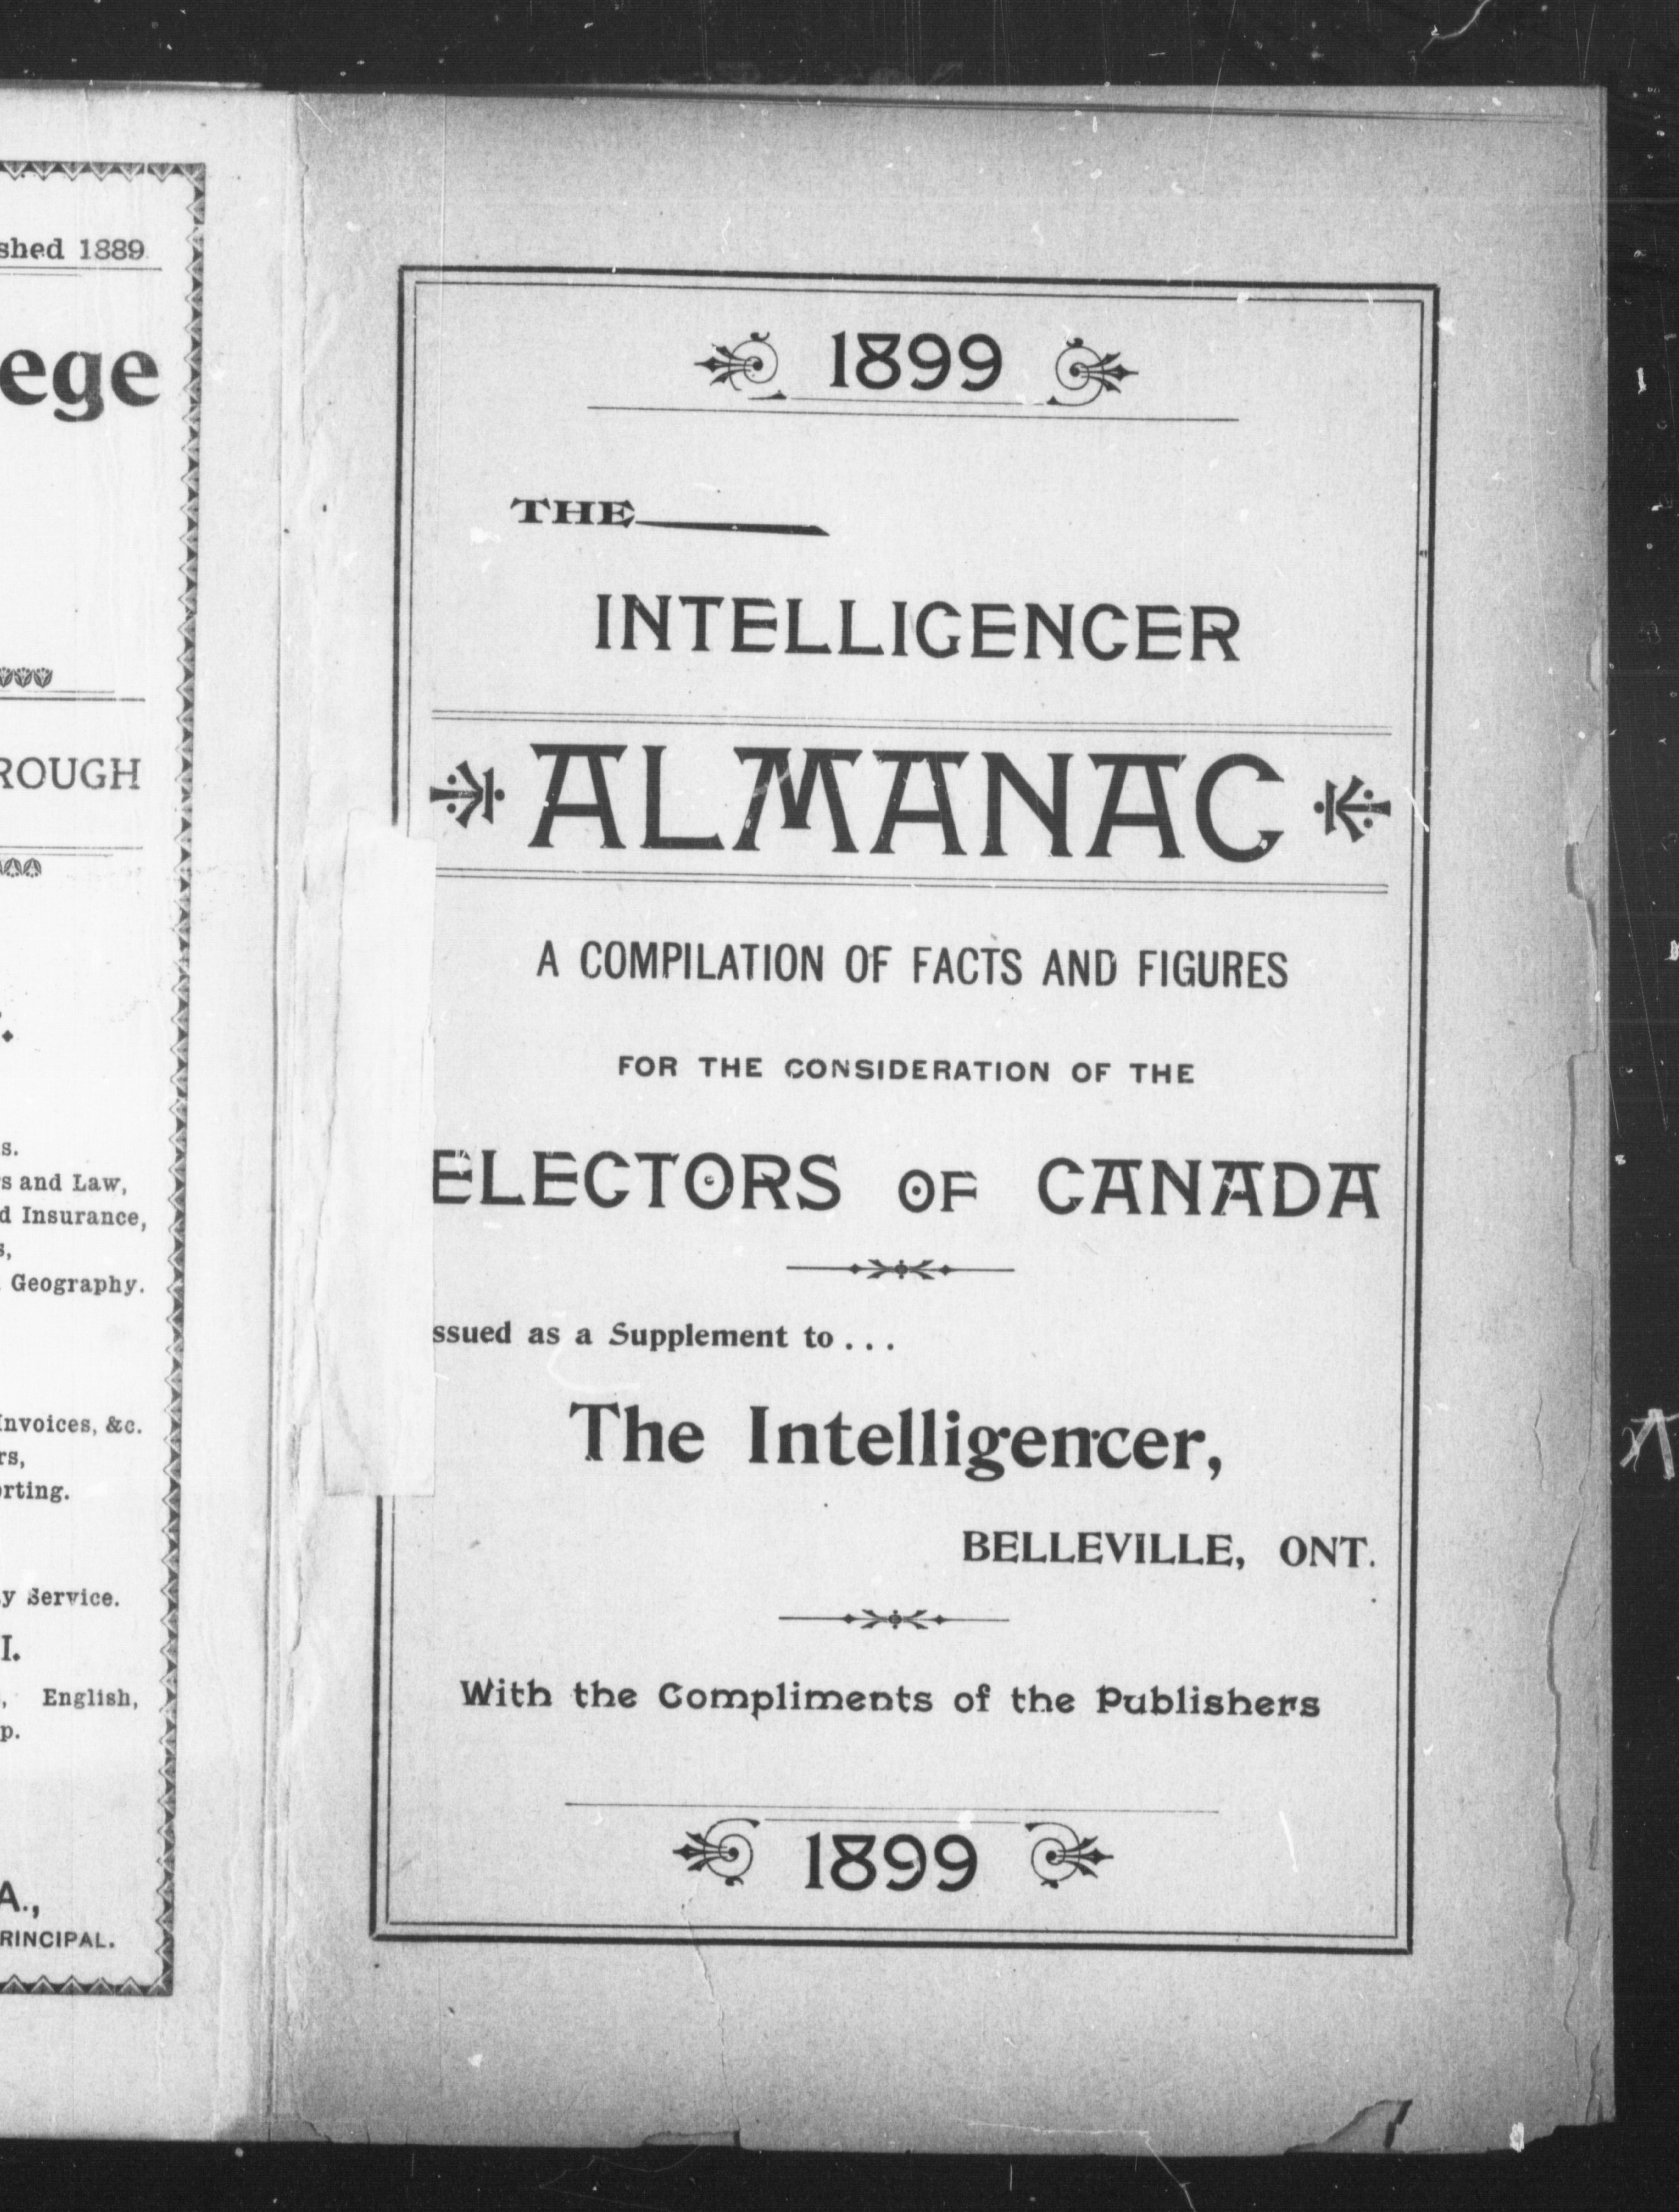 shed 1889
ege
ROUGH
s.
s and Law,
d Insurance,
s,
Geography.
Invoices, &c.
rs,
orting.
y Service.
I.
, English,
p.
A.,
RINCIPAL.
1899
THE
INTELLIGENCER
ALMANAC
A COMPILATION OF FACTS AND FIGURES
FOR THE CONSIDERATION OF THE
ELECTORS OF CANADA
ssued as a Supplement to . . .
The Intelligencer,
BELLEVILLE, ONT.
With the Compliments of the Publishers
1899